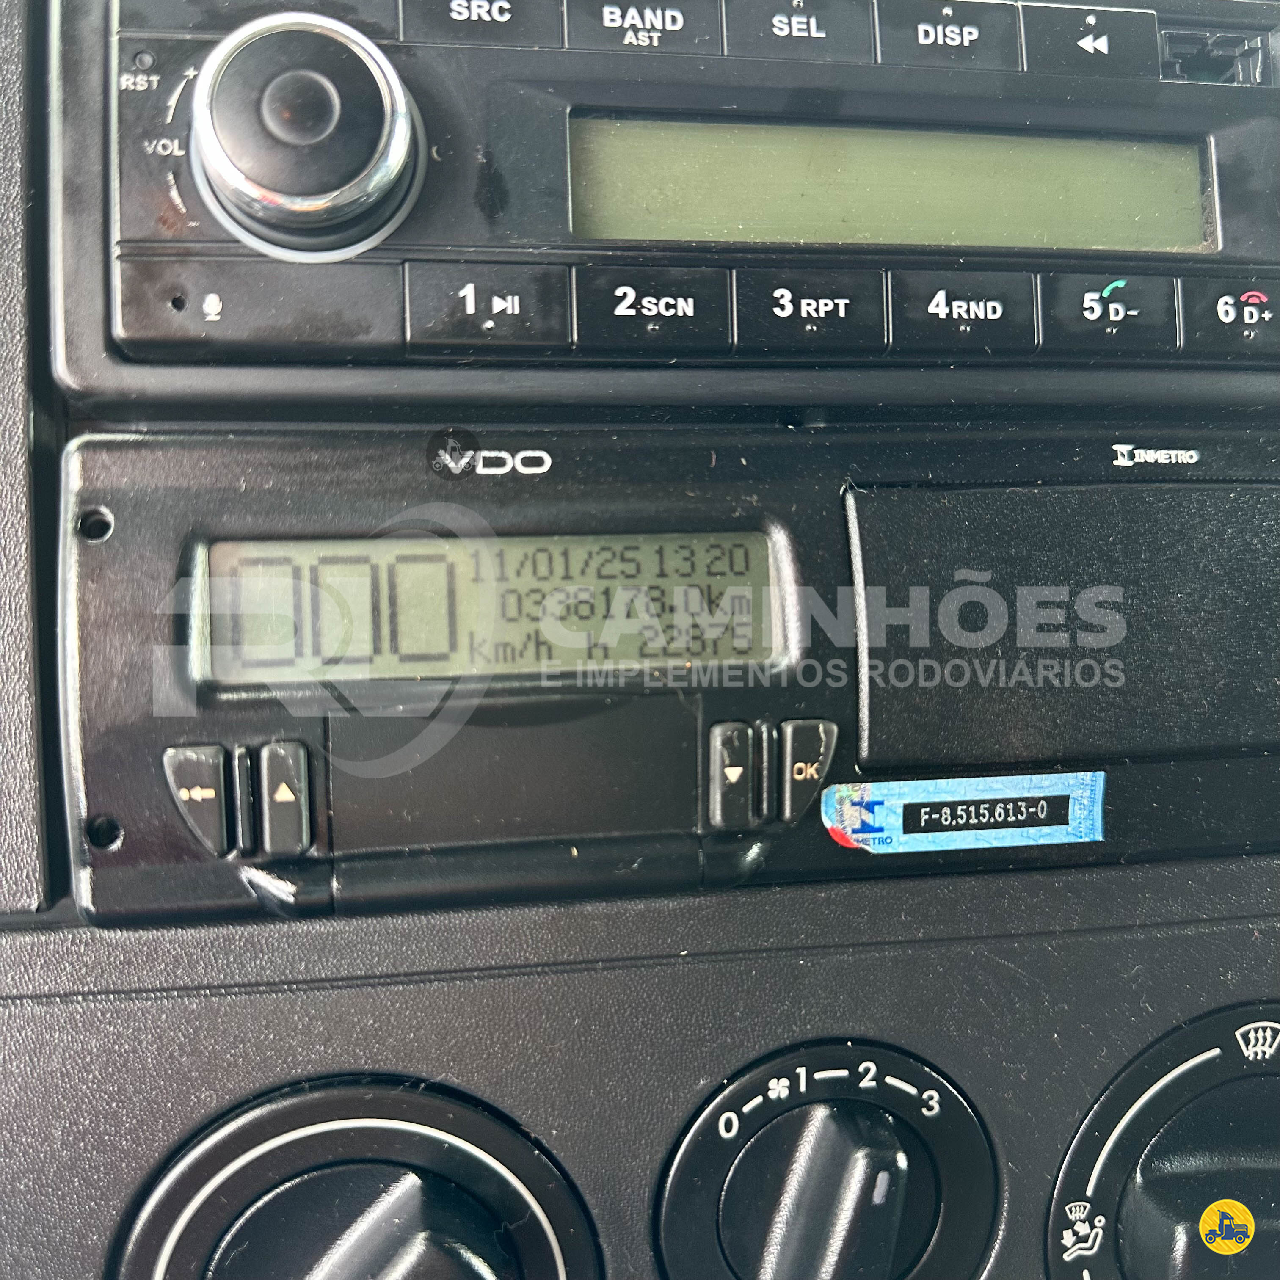 SRC
BAND
AST
SEL
DISP
RST
VOL
1
2 SCN
3 RPT
4 RND
5 D-
6 D+
VDO
INMETRO
000
11/01/25 13 20
0338178.0km
km/h
CAMINHÕES
E IMPLEMENTOS RODOVIÁRIOS
OK
INMETRO
F-8.515.613-0
0 1 2 3